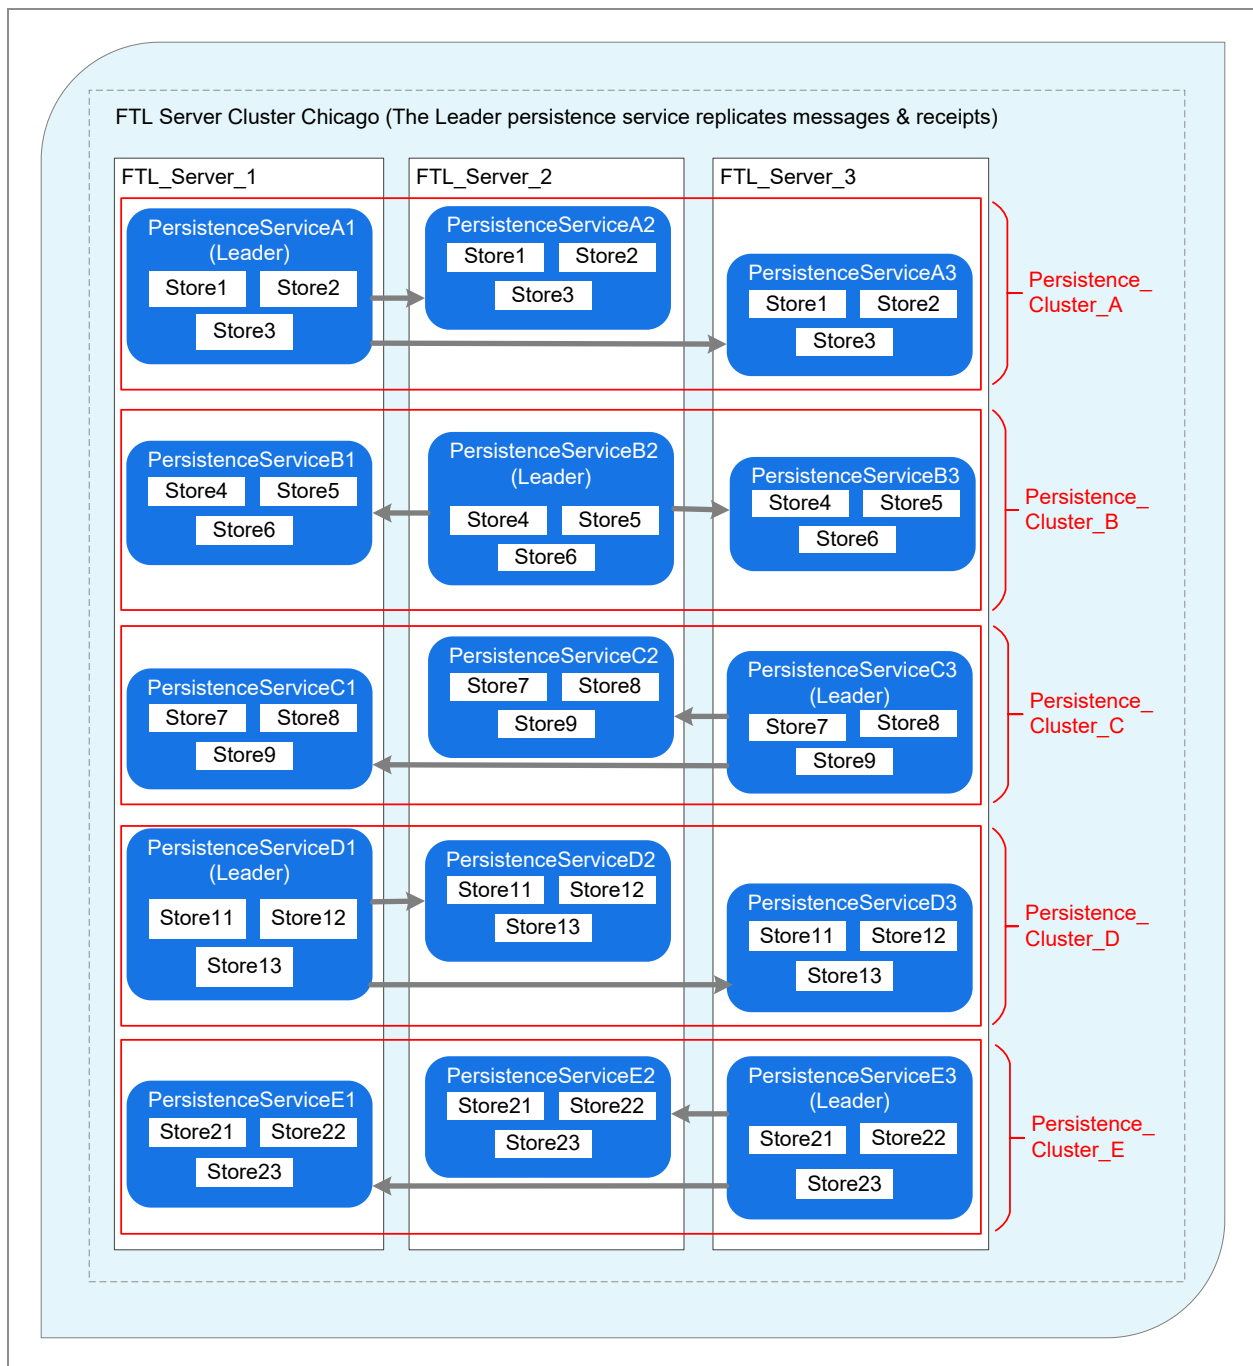 FTL Server Cluster Chicago (The Leader persistence service replicates messages & receipts)
FTL_Server_1
FTL_Server_2
FTL_Server_3
PersistenceServiceA1
(Leader)
Store1
Store2
Store3
PersistenceServiceA2
Store1
Store2
Store3
PersistenceServiceA3
Store1
Store2
Store3
Persistence_
Cluster_A
PersistenceServiceB1
Store4
Store5
Store6
PersistenceServiceB2
(Leader)
Store4
Store5
Store6
PersistenceServiceB3
Store4
Store5
Store6
Persistence_
Cluster_B
PersistenceServiceC1
Store7
Store8
Store9
PersistenceServiceC2
Store7
Store8
Store9
PersistenceServiceC3
(Leader)
Store7
Store8
Store9
Persistence_
Cluster_C
PersistenceServiceD1
(Leader)
Store11
Store12
Store13
PersistenceServiceD2
Store11
Store12
Store13
PersistenceServiceD3
Store11
Store12
Store13
Persistence_
Cluster_D
PersistenceServiceE1
Store21
Store22
Store23
PersistenceServiceE2
Store21
Store22
Store23
PersistenceServiceE3
(Leader)
Store21
Store22
Store23
Persistence_
Cluster_E